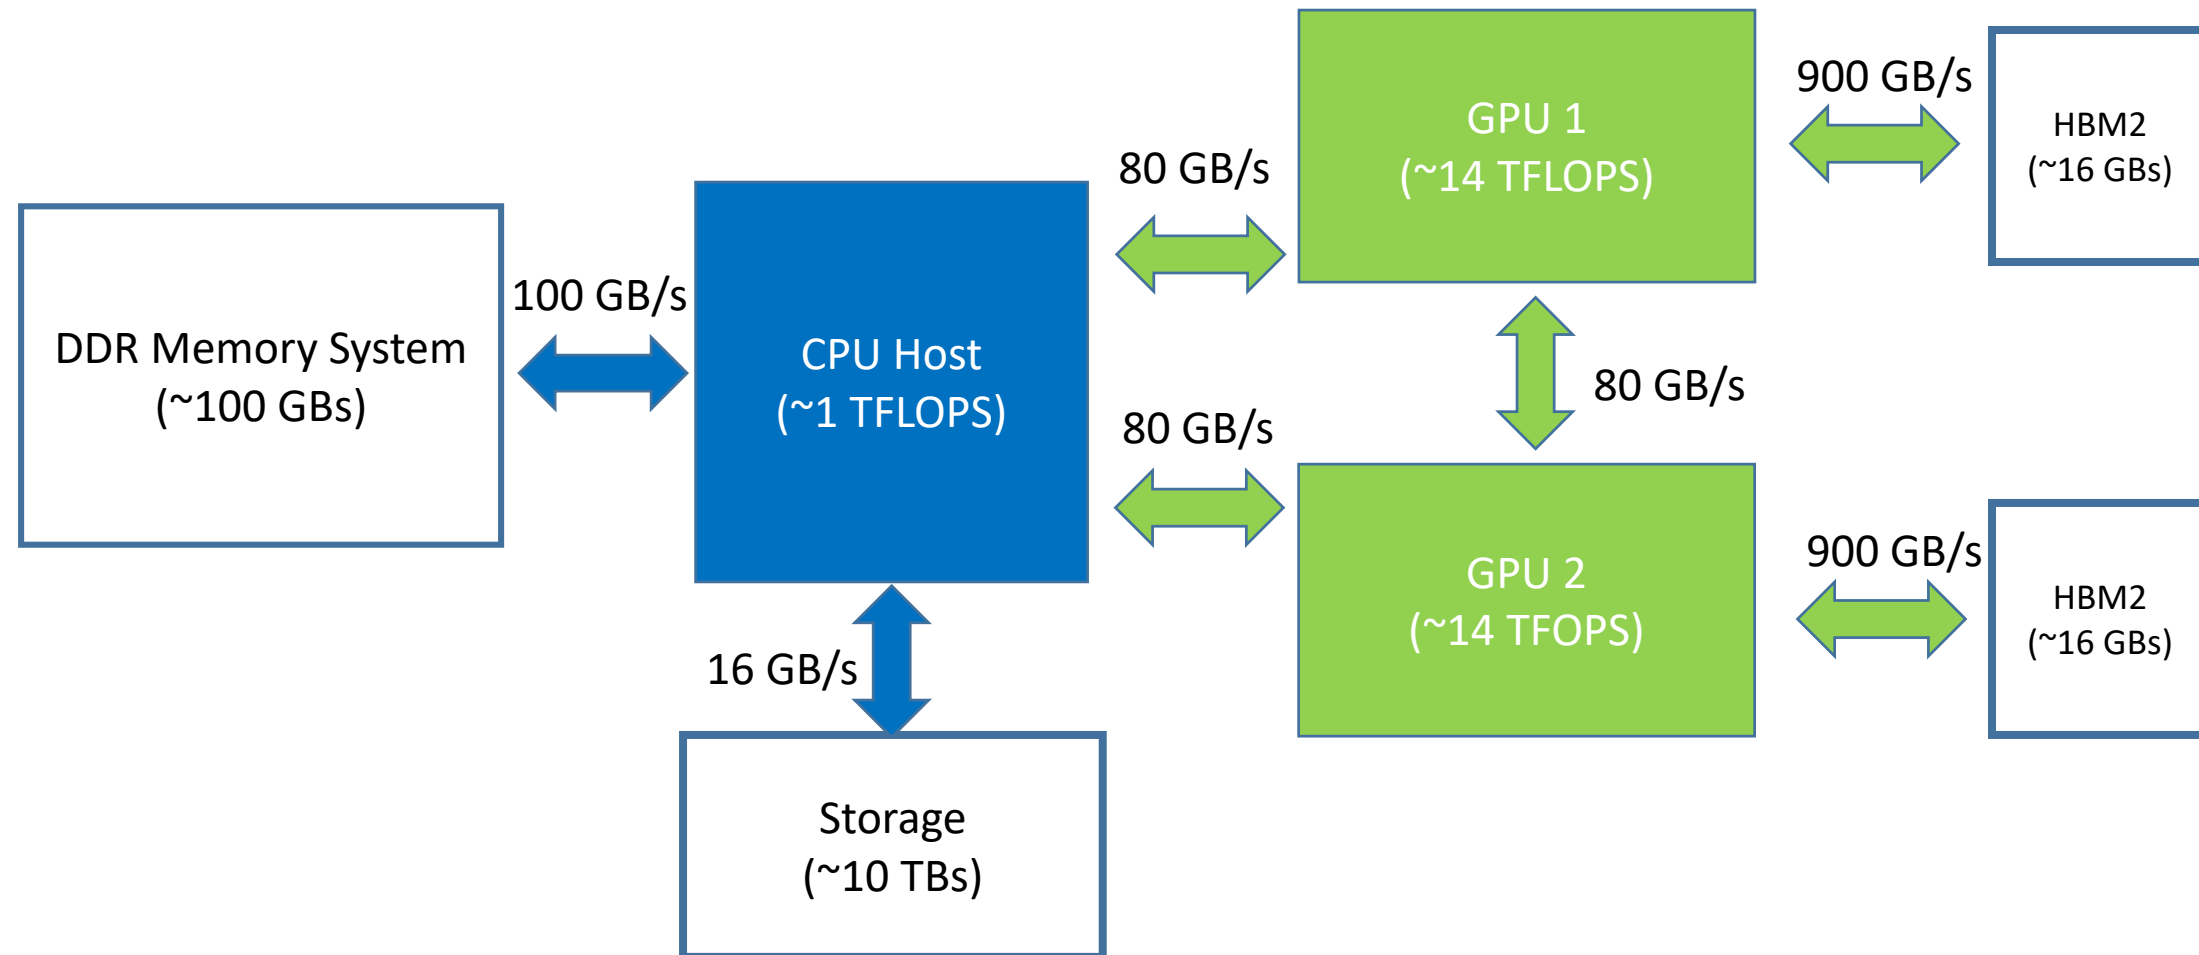 DDR Memory System
(~100 GBs)
100 GB/s
CPU Host
(~1 TFLOPS)
16 GB/s
Storage
(~10 TBs)
80 GB/s
80 GB/s
GPU 1
(~14 TFLOPS)
80 GB/s
GPU 2
(~14 TFOPS)
900 GB/s
HBM2
(~16 GBs)
900 GB/s
HBM2
(~16 GBs)